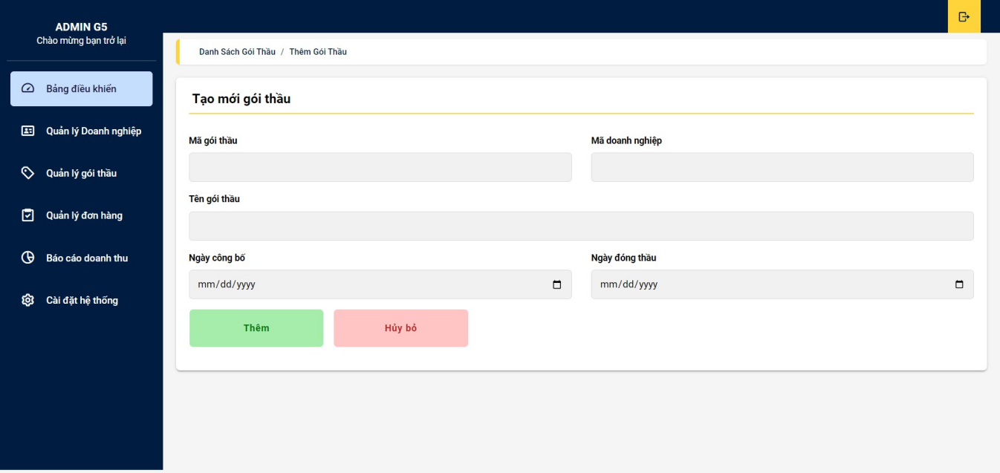 ADMIN G5
Chào mừng bạn trở lại
Bảng điều khiển
Quản lý Doanh nghiệp
Quản lý gói thầu
Quản lý đơn hàng
Báo cáo doanh thu
Cài đặt hệ thống
Danh Sách Gói Thầu / Thêm Gói Thầu
Tạo mới gói thầu
Mã gói thầu
Mã doanh nghiệp
Tên gói thầu
Ngày công bố
Ngày đóng thầu
mm/dd/yyyy
mm/dd/yyyy
Thêm
Hủy bỏ